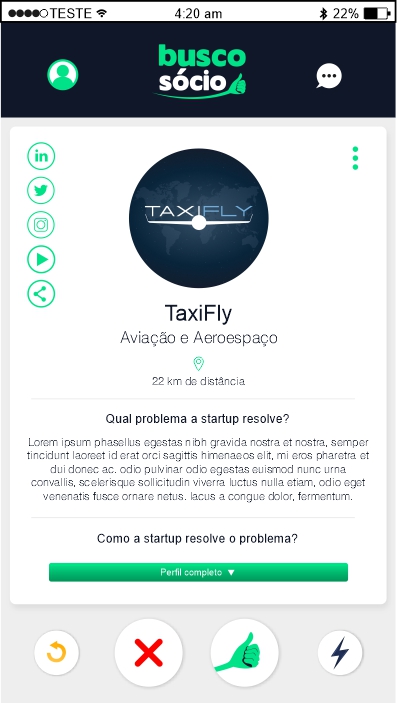 TESTE
4:20 am
22%
busco
sócio
TAXIFLY
TaxiFly
Aviação e Aeroespaço
22 km de distância
Qual problema a startup resolve?
Lorem ipsum phasellus egestas nibh gravida nostra et nostra, semper
tincidunt laoreet id erat orci sagittis himenaeos elit, mi eros pharetra et
dui donec ac. odio pulvinar odio egestas euismod nunc urna
convallis, scelerisque sollicitudin viverra luctus nulla etiam, odio eget
venenatis fusce ornare netus. lacus a congue dolor, fermentum.
Como a startup resolve o problema?
Perfil completo